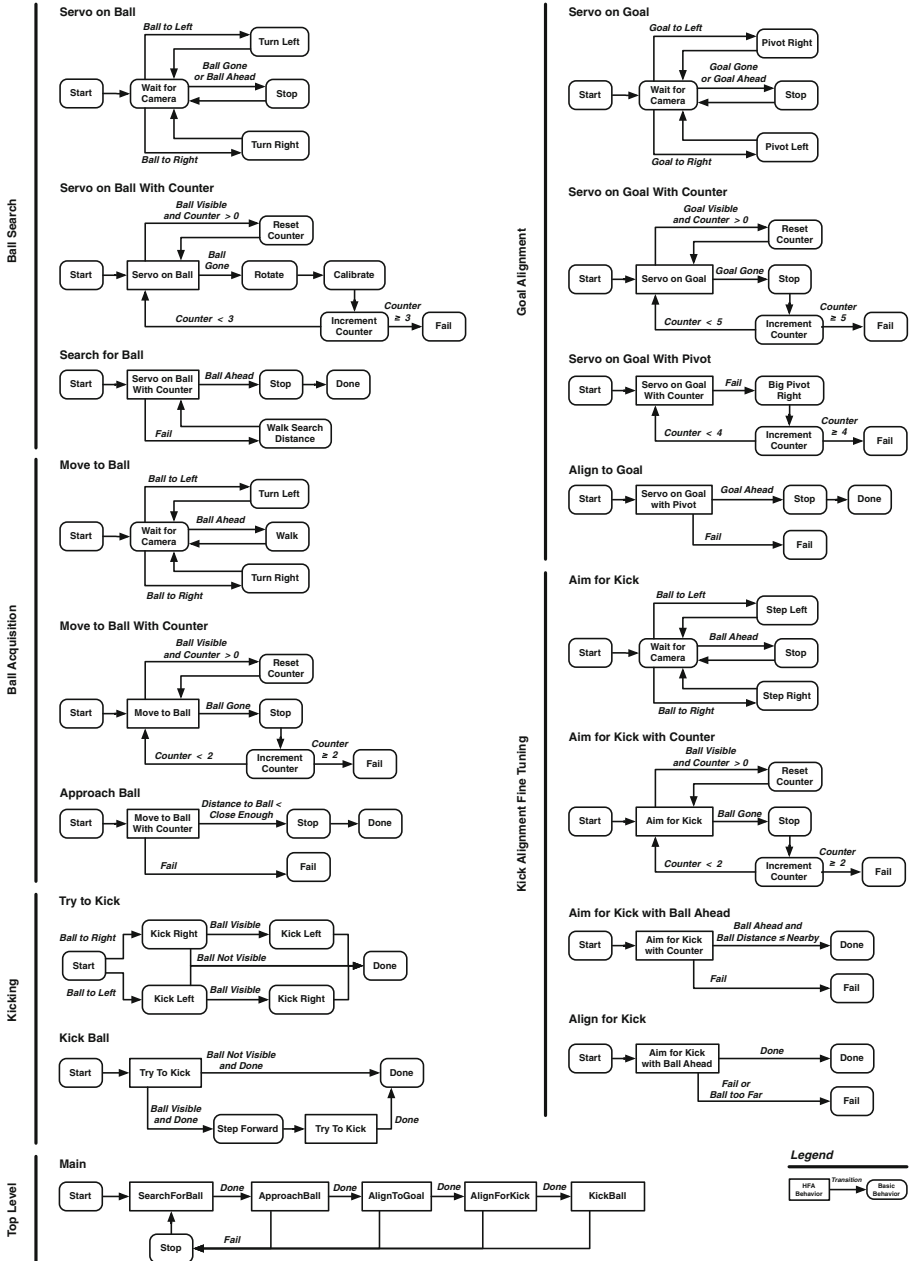 Ball Search
Servo on Ball
Ball to Left
Turn Left
Ball Gone
or Ball Ahead
Start
Wait for
Camera
Stop
Turn Right
Ball to Right
Servo on Ball With Counter
Ball Visible
and Counter > 0
Reset
Counter
Ball
Gone
Start
Servo on Ball
Rotate
Calibrate
Counter < 3
Increment
Counter
Counter
≥ 3
Fail
Search for Ball
Start
Servo on Ball
With Counter
Ball Ahead
Stop
Done
Fail
Walk Search
Distance
Ball Acquisition
Move to Ball
Ball to Left
Turn Left
Ball Ahead
Start
Wait for
Camera
Walk
Turn Right
Ball to Right
Move to Ball With Counter
Ball Visible
and Counter > 0
Reset
Counter
Start
Move to Ball
Ball Gone
Stop
Counter < 2
Increment
Counter
Counter
≥ 2
Fail
Approach Ball
Start
Move to Ball
With Counter
Distance to Ball <
Close Enough
Stop
Done
Fail
Fail
Kicking
Try to Kick
Ball to Right
Kick Right
Ball Visible
Kick Left
Start
Ball Not Visible
Done
Ball to Left
Kick Left
Ball Visible
Kick Right
Kick Ball
Start
Try To Kick
Ball Not Visible
and Done
Done
Ball Visible
and Done
Step Forward
Try To Kick
Done
Goal Alignment
Servo on Goal
Goal to Left
Pivot Right
Goal Gone
or Goal Ahead
Start
Wait for
Camera
Stop
Pivot Left
Goal to Right
Servo on Goal With Counter
Goal Visible
and Counter > 0
Reset
Counter
Start
Servo on Goal
Goal Gone
Stop
Counter < 5
Increment
Counter
Counter
≥ 5
Fail
Servo on Goal With Pivot
Start
Servo on Goal
With Counter
Fail
Big Pivot
Right
Counter < 4
Increment
Counter
Counter
≥ 4
Fail
Align to Goal
Start
Servo on Goal
with Pivot
Goal Ahead
Stop
Done
Fail
Fail
Kick Alignment Fine Tuning
Aim for Kick
Ball to Left
Step Left
Ball Ahead
Start
Wait for
Camera
Stop
Step Right
Ball to Right
Aim for Kick with Counter
Ball Visible
and Counter > 0
Reset
Counter
Start
Aim for Kick
Ball Gone
Stop
Counter < 2
Increment
Counter
Counter
≥ 2
Fail
Aim for Kick with Ball Ahead
Start
Aim for Kick
with Counter
Ball Ahead and
Ball Distance ≤ Nearby
Done
Fail
Fail
Align for Kick
Start
Aim for Kick
with Ball Ahead
Done
Done
Fail or
Ball too Far
Fail
Top Level
Main
Start
SearchForBall
Done
ApproachBall
Done
AlignToGoal
Done
AlignForKick
Done
KickBall
Stop
Fail
Legend
HFA
Behavior
Transition
Basic
Behavior